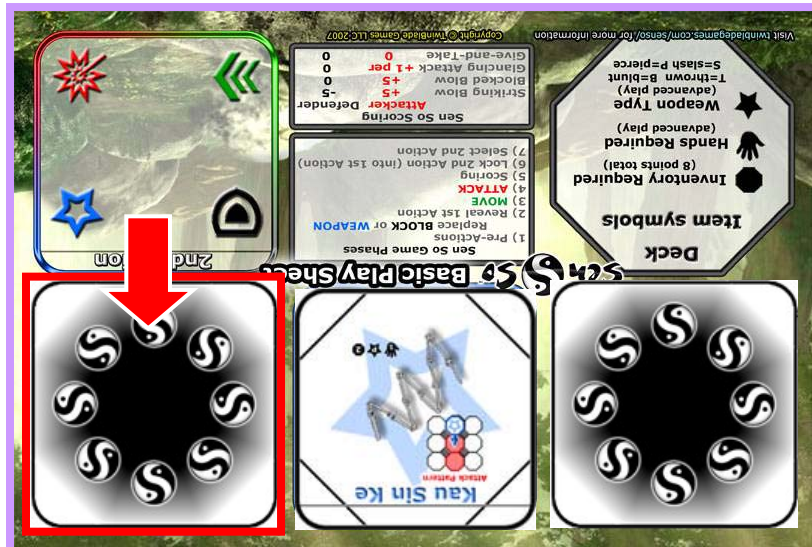 Kau Sin Ke
Attack Pattern
Sen So Basic Play Sheet
Deck
Item symbols
Inventory Required
(8 points total)
Hands Required
(advanced play)
Weapon Type
(advanced play)
T=thrown B=blunt
S=slash P=pierce
Sen So Game Phases
1) Pre-Actions
Replace BLOCK or WEAPON
2) Reveal 1st Action
3) MOVE
4) ATTACK
5) Scoring
6) Lock 2nd Action (into 1st Action)
7) Select 2nd Action
Sen So Scoring
Attacker Defender
Striking Blow +5 -5
Blocked Blow +5 0
Glancing Attack +1 per 0
Give-and-Take 0 0
2nd
Visit twinbladegames.com/senso/ for more information
Copyright © TwinBlade Games LLC 2007